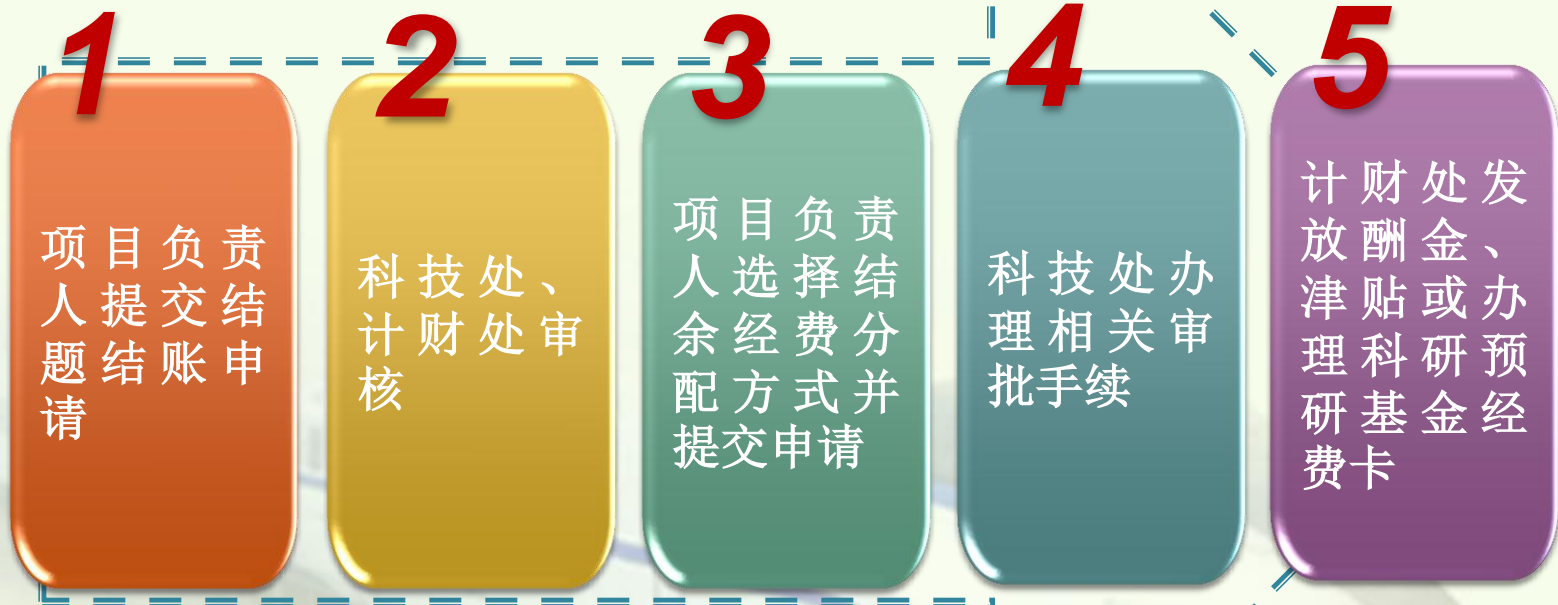 1
项目负责
人提交结
题结账申
请
2
科技处、
计财处审
核
3
项目负责
人选择结
余经费分
配方式并
提交申请
4
科技处办
理相关审
批手续
5
计财处发
放酬金、
津贴或办
理科研预
研基金经
费卡